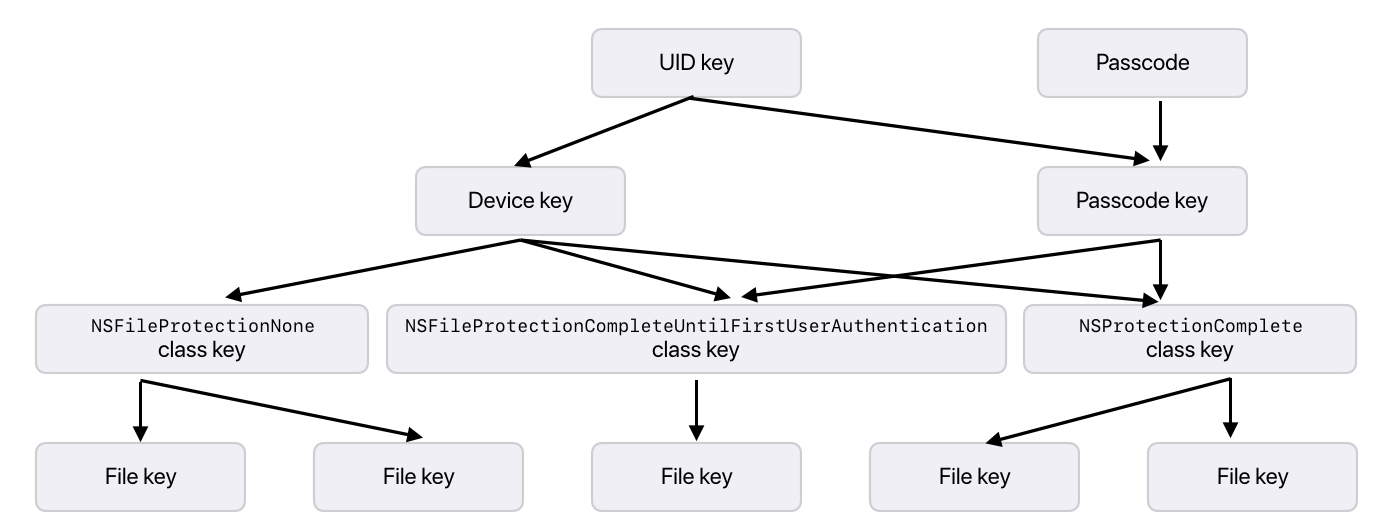 UID key
Passcode
Device key
Passcode key
NSFileProtectionNone
class key
NSFileProtectionCompleteUntilFirstUserAuthentication
class key
NSProtectionComplete
class key
File key
File key
File key
File key
File key